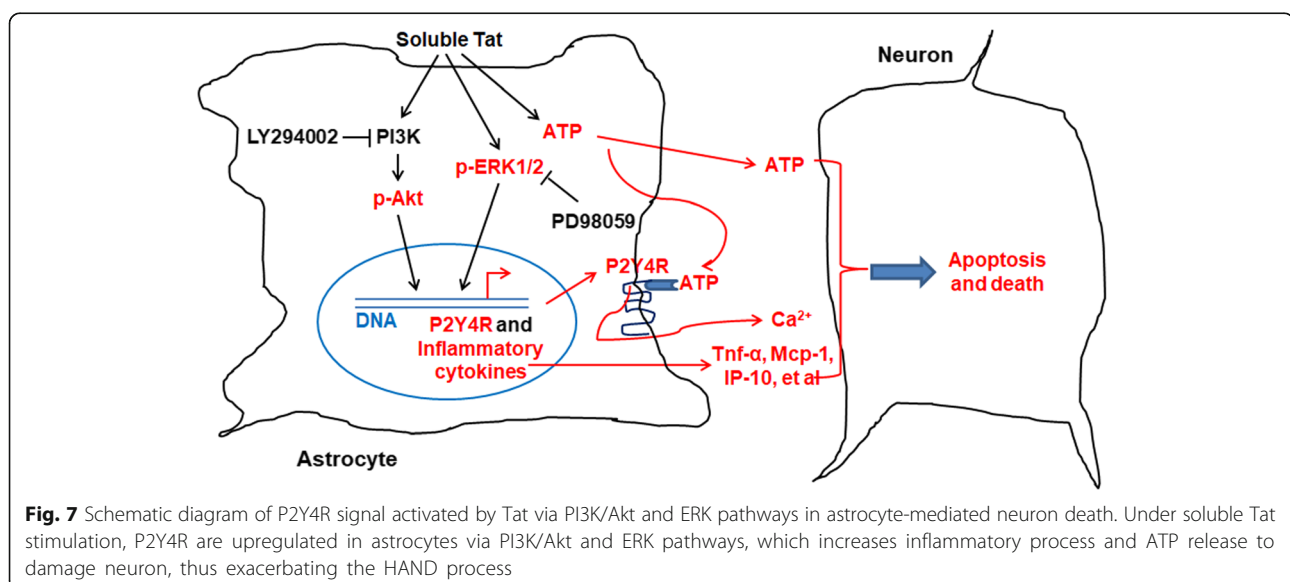 Soluble Tat
Neuron
LY294002
PI3K
ATP
ATP
p-ERK1/2
p-Akt
PD98059
P2Y4R
ATP
Apoptosis
and death
DNA
P2Y4R and
Inflammatory
cytokines
Ca²⁺
Tnf-α, Mcp-1,
IP-10, et al
Astrocyte
Fig. 7 Schematic diagram of P2Y4R signal activated by Tat via PI3K/Akt and ERK pathways in astrocyte-mediated neuron death. Under soluble Tat
stimulation, P2Y4R are upregulated in astrocytes via PI3K/Akt and ERK pathways, which increases inflammatory process and ATP release to
damage neuron, thus exacerbating the HAND process